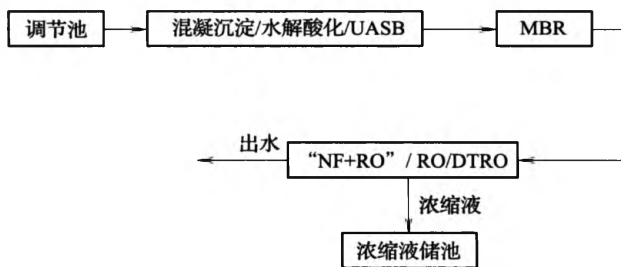 调节池
混凝沉淀/水解酸化/UASB
MBR
出水
“NF+RO”/ RO/DTRO
浓缩液
浓缩液储池